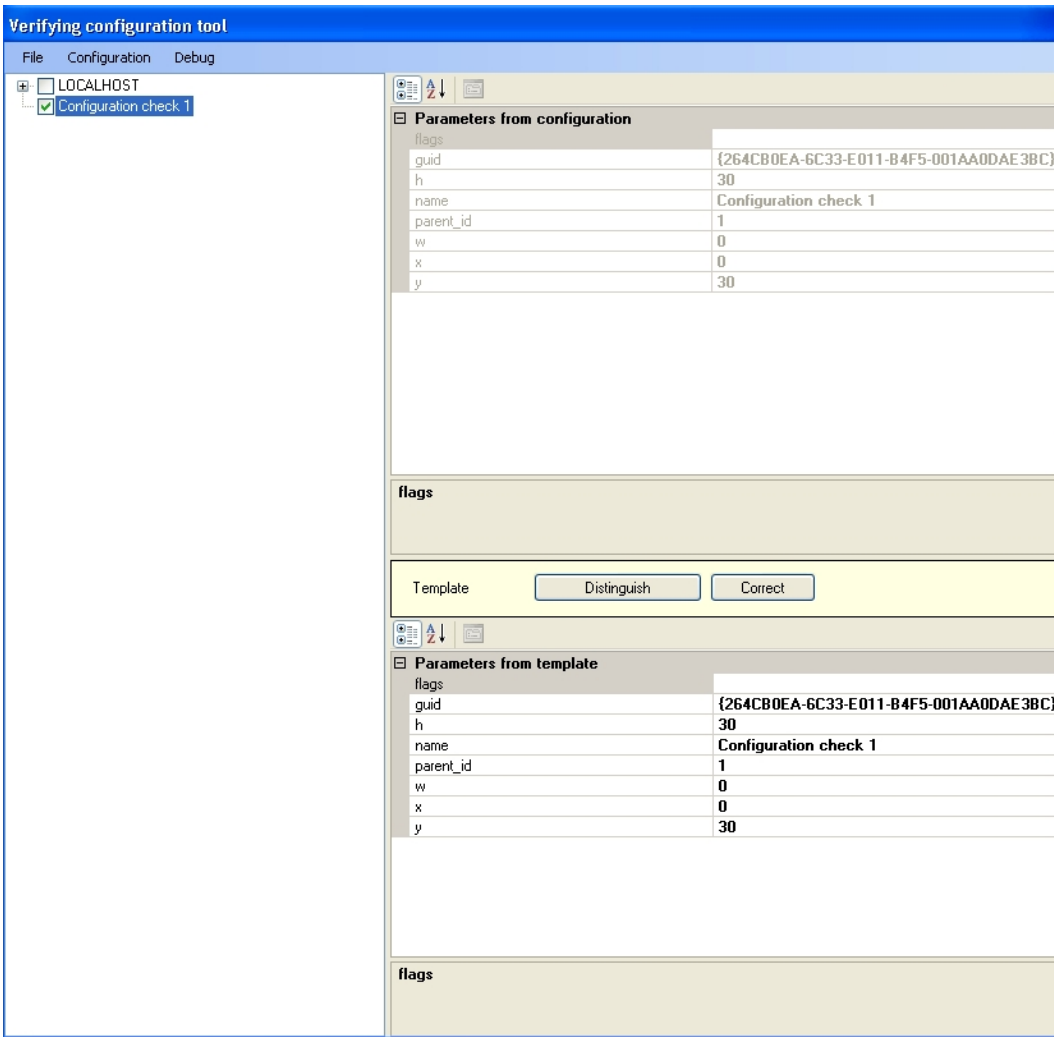 Verifying configuration tool
File Configuration Debug
LOCALHOST
Configuration check 1
Parameters from configuration
flags
guid {264CB0EA-6C33-E011-B4F5-001AA0DAE3BC}
h 30
name Configuration check 1
parent_id 1
w 0
x 0
y 30
flags
Template Distinguish Correct
Parameters from template
flags
guid {264CB0EA-6C33-E011-B4F5-001AA0DAE3BC}
h 30
name Configuration check 1
parent_id 1
w 0
x 0
y 30
flags